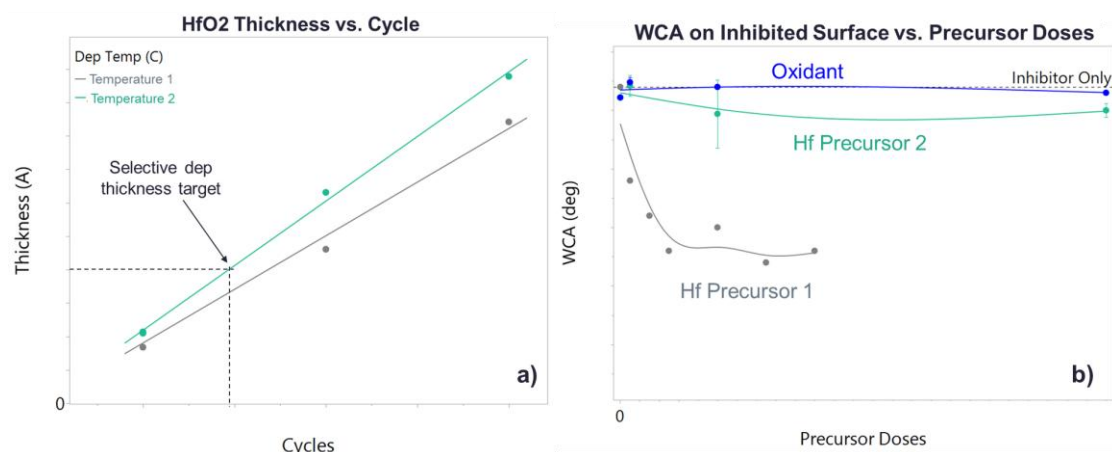 HfO2 Thickness vs. Cycle
Dep Temp (C)
Temperature 1
Temperature 2
Selective dep
thickness target
Thickness (A)
0
Cycles
a)
WCA on Inhibited Surface vs. Precursor Doses
Oxidant
Inhibitor Only
Hf Precursor 2
WCA (deg)
Hf Precursor 1
b)
0
Precursor Doses